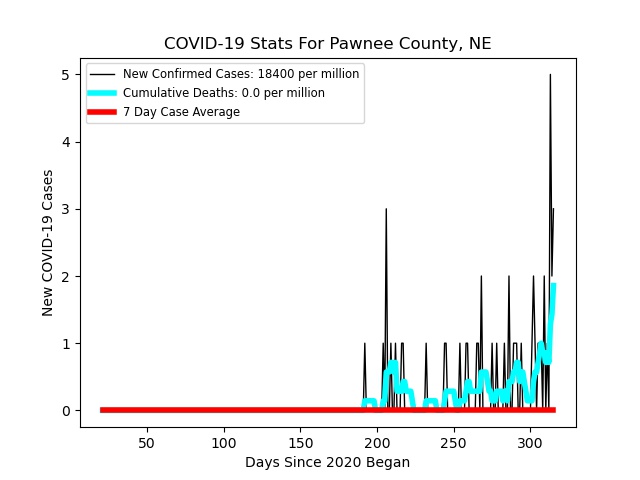 COVID-19 Stats For Pawnee County, NE
New Confirmed Cases: 18400 per million
Cumulative Deaths: 0.0 per million
7 Day Case Average
5
4
3
2
1
0
New COVID-19 Cases
50 100 150 200 250 300
Days Since 2020 Began